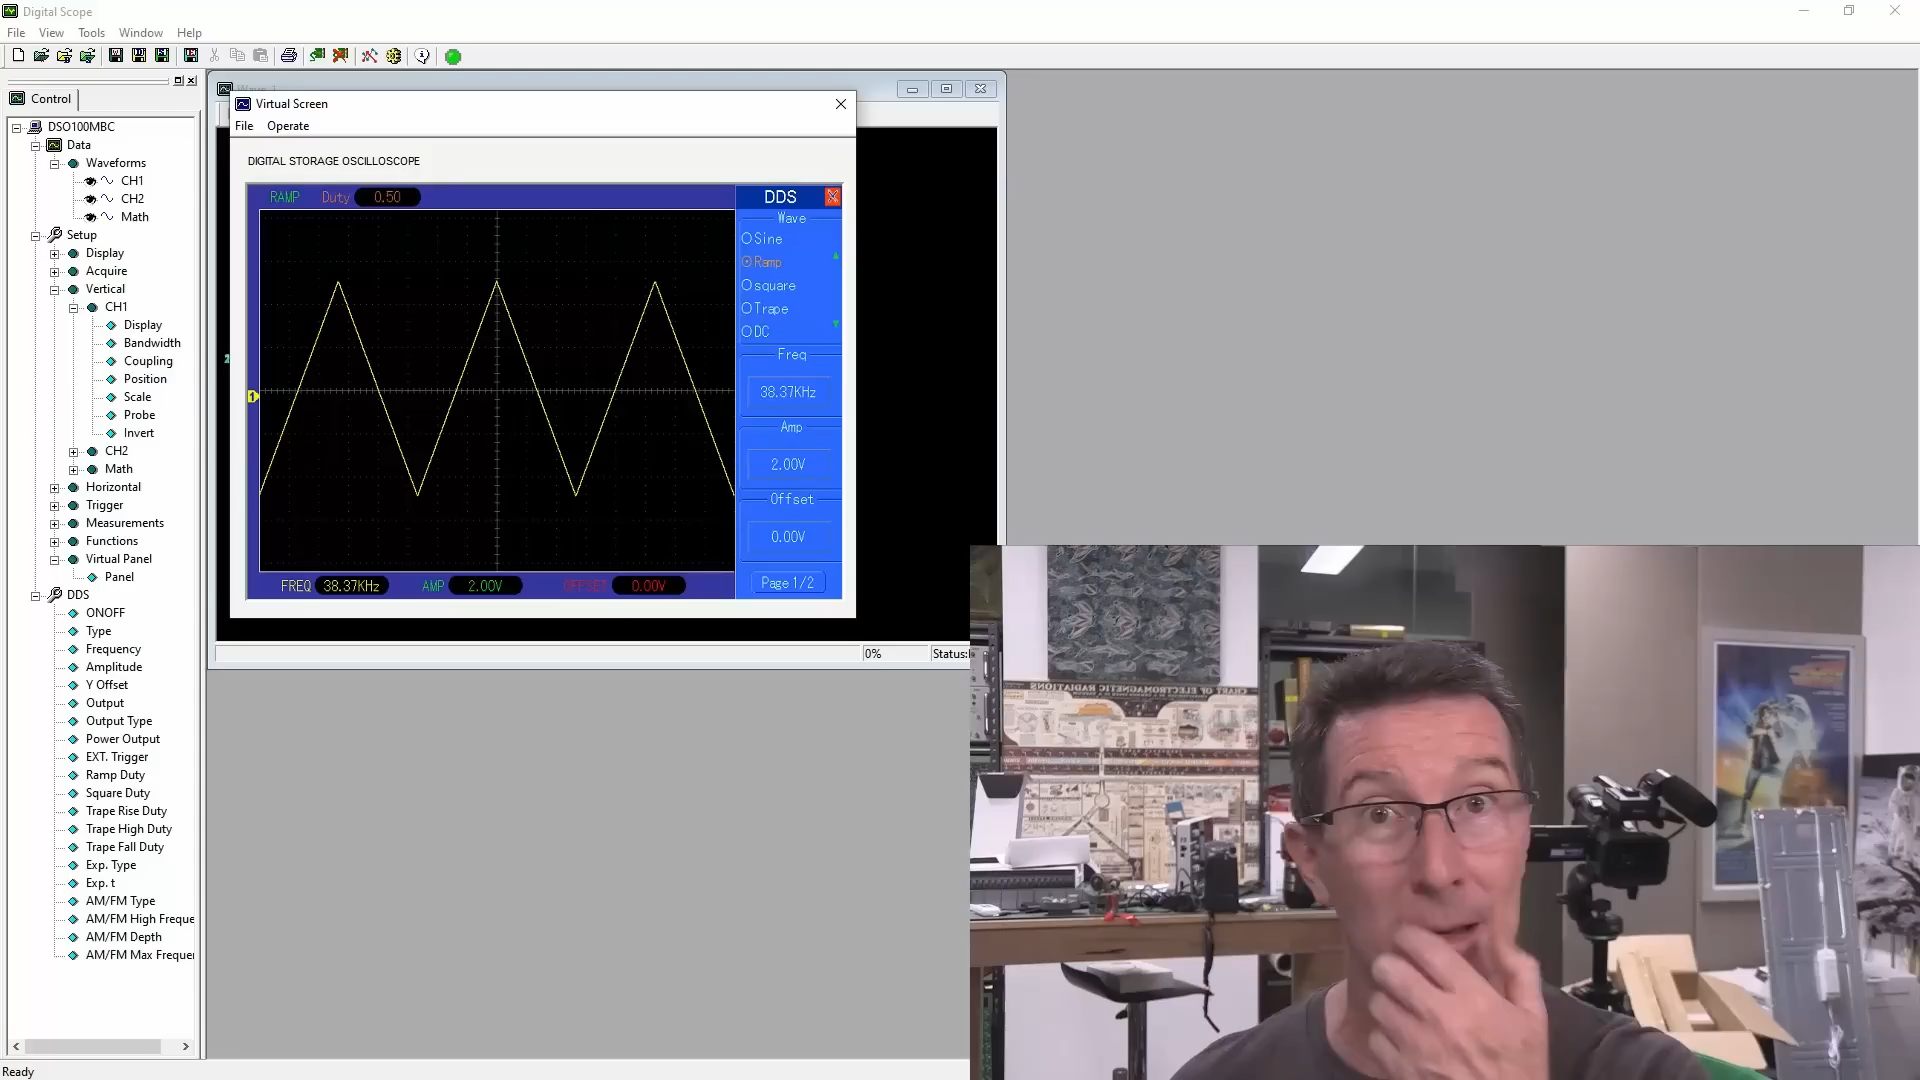 Digital Scope
File View Tools Window Help
Control
DSO100MBC
Data
Waveforms
CH1
CH2
Math
Setup
Display
Acquire
Vertical
CH1
Display
Bandwidth
Coupling
Position
Scale
Probe
Invert
CH2
Math
Horizontal
Trigger
Measurements
Functions
Virtual Panel
Panel
DDS
ONOFF
Type
Frequency
Amplitude
Y Offset
Output
Output Type
Power Output
EXT. Trigger
Ramp Duty
Square Duty
Trape Rise Duty
Trape High Duty
Trape Fall Duty
Exp. Type
Exp. t
AM/FM Type
AM/FM High Freque
AM/FM Depth
AM/FM Max Freque
Ready
Virtual Screen
File Operate
DIGITAL STORAGE OSCILLOSCOPE
RAMP Duty 0.50
1
FREQ 38.37KHz AMP 2.00V OFFSET 0.00V
DDS
Wave
Sine
Ramp
square
Trape
DC
Freq
38.37KHz
Amp
2.00V
Offset
0.00V
Page 1/2
2
0% Status:
CHART OF ELECTROMAGNETIC RADIATIONS